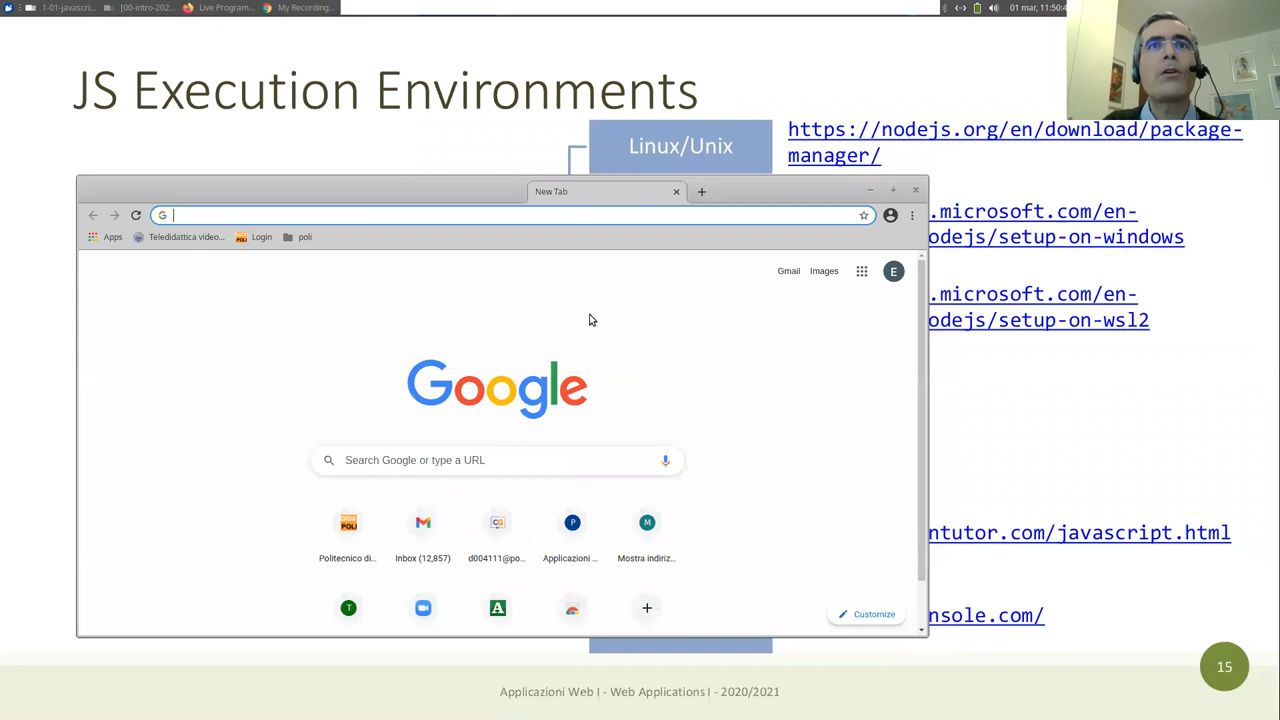 1-01-javascri...
[00-intro-202...
Live Program...
My Recording...
01 mar, 11:50:4
JS Execution Environments
Linux/Unix
https://nodejs.org/en/download/package-
manager/
New Tab
.microsoft.com/en-
odejs/setup-on-windows
Apps
Teledidattica video...
Login
poli
Gmail
Images
E
.microsoft.com/en-
odejs/setup-on-wsl2
Google
Search Google or type a URL
Politecnico di...
Inbox (12,857)
d004111@po...
Applicazioni ...
Mostra indiriz...
ntutor.com/javascript.html
Customize
nsole.com/
15
Applicazioni Web I - Web Applications I - 2020/2021